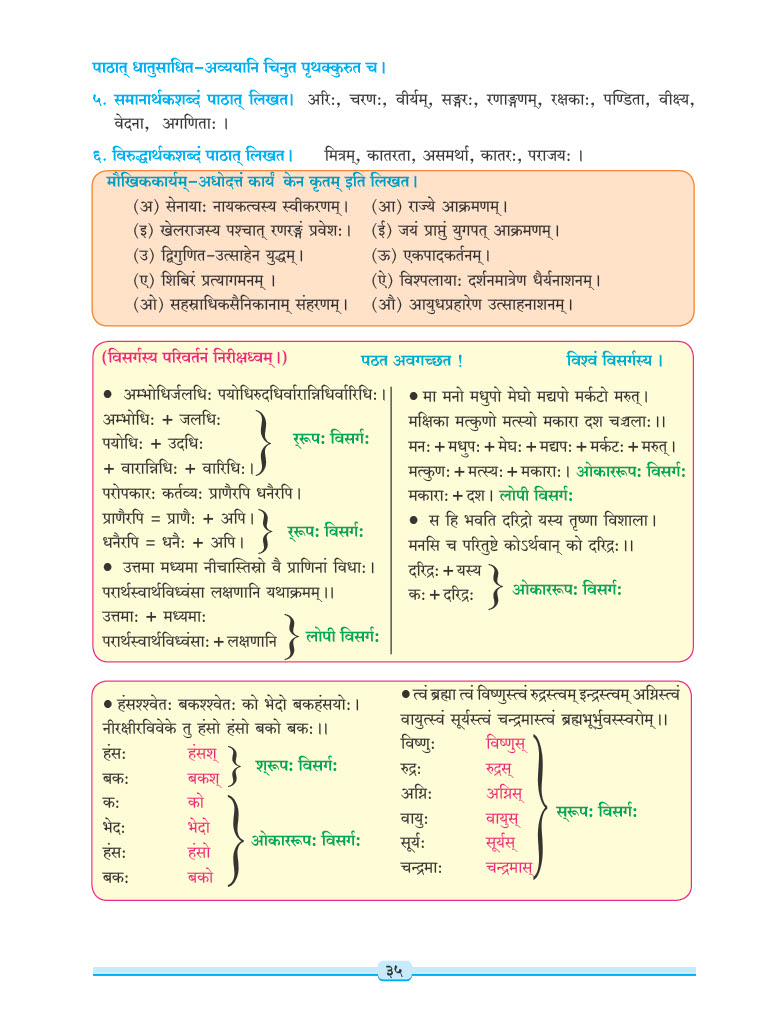 पाठात् धातुसाधित-अव्ययानि चिनुत पृथक्कुरुत च।
५. समानार्थकशब्दं पाठात् लिखत। अरिः, चरणः, वीर्यम्, सङ्गरः, रणाङ्गणम्, रक्षकाः, पण्डिता, वीक्ष्य,
वेदना, अगणिताः ।
६. विरुद्धार्थकशब्दं पाठात् लिखत। मित्रम्, कातरता, असमर्था, कातरः, पराजयः ।
मौखिककार्यम्-अधोदत्तं कार्यं केन कृतम् इति लिखत।
(अ) सेनायाः नायकत्वस्य स्वीकरणम्। (आ) राज्ये आक्रमणम्।
(इ) खेलराजस्य पश्चात् रणरङ्गं प्रवेशः। (ई) जयं प्राप्तुं युगपत् आक्रमणम्।
(उ) द्विगुणित-उत्साहेन युद्धम्। (ऊ) एकपादकर्तनम्।
(ए) शिबिरं प्रत्यागमनम् । (ऐ) विश्पलायाः दर्शनमात्रेण धैर्यनाशनम्।
(ओ) सहस्राधिकसैनिकानाम् संहरणम्। (औ) आयुधप्रहारेण उत्साहनाशनम्।
(विसर्गस्य परिवर्तनं निरीक्षध्वम्।) पठत अवगच्छत ! विश्वं विसर्गस्य ।
● अम्भोधिर्जलधिः पयोधिरुदधिर्वारान्निधिर्वारिधिः।
अम्भोधिः + जलधिः
पयोधिः + उदधिः
+ वारान्निधिः + वारिधिः।
र्‌रूपः विसर्गः
परोपकारः कर्तव्यः प्राणैरपि धनैरपि।
प्राणैरपि = प्राणैः + अपि।
धनैरपि = धनैः + अपि।
र्‌रूपः विसर्गः
● उत्तमा मध्यमा नीचास्तिस्रो वै प्राणिनां विधाः।
परार्थस्वार्थविध्वंसा लक्षणानि यथाक्रमम्।।
उत्तमाः + मध्यमाः
परार्थस्वार्थविध्वंसाः + लक्षणानि
लोपी विसर्गः
● मा मनो मधुपो मेघो मद्यपो मर्कटो मरुत्।
मक्षिका मत्कुणो मत्स्यो मकारा दश चञ्चलाः।।
मनः + मधुपः + मेघः + मद्यपः + मर्कटः + मरुत्।
मत्कुणः + मत्स्यः + मकाराः। ओकाररूपः विसर्गः
मकाराः + दश। लोपी विसर्गः
● स हि भवति दरिद्रो यस्य तृष्णा विशाला।
मनसि च परितुष्टे कोऽर्थवान् को दरिद्रः।।
दरिद्रः + यस्य
कः + दरिद्रः
ओकाररूपः विसर्गः
● हंसश्श्वेतः बकश्श्वेतः को भेदो बकहंसयोः।
नीरक्षीरविवेके तु हंसो हंसो बको बकः।।
हंसः हंसश्
बकः बकश्
श्‌रूपः विसर्गः
कः को
भेदः भेदो
हंसः हंसो
बकः बको
ओकाररूपः विसर्गः
● त्वं ब्रह्मा त्वं विष्णुस्त्वं रुद्रस्त्वम् इन्द्रस्त्वम् अग्निस्त्वं
वायुत्स्वं सूर्यस्त्वं चन्द्रमास्त्वं ब्रह्मभूर्भुवस्स्वरोम्।।
विष्णुः विष्णुस्
रुद्रः रुद्रस्
अग्निः अग्निस्
वायुः वायुस्
सूर्यः सूर्यस्
चन्द्रमाः चन्द्रमास्
स्‌रूपः विसर्गः
३५